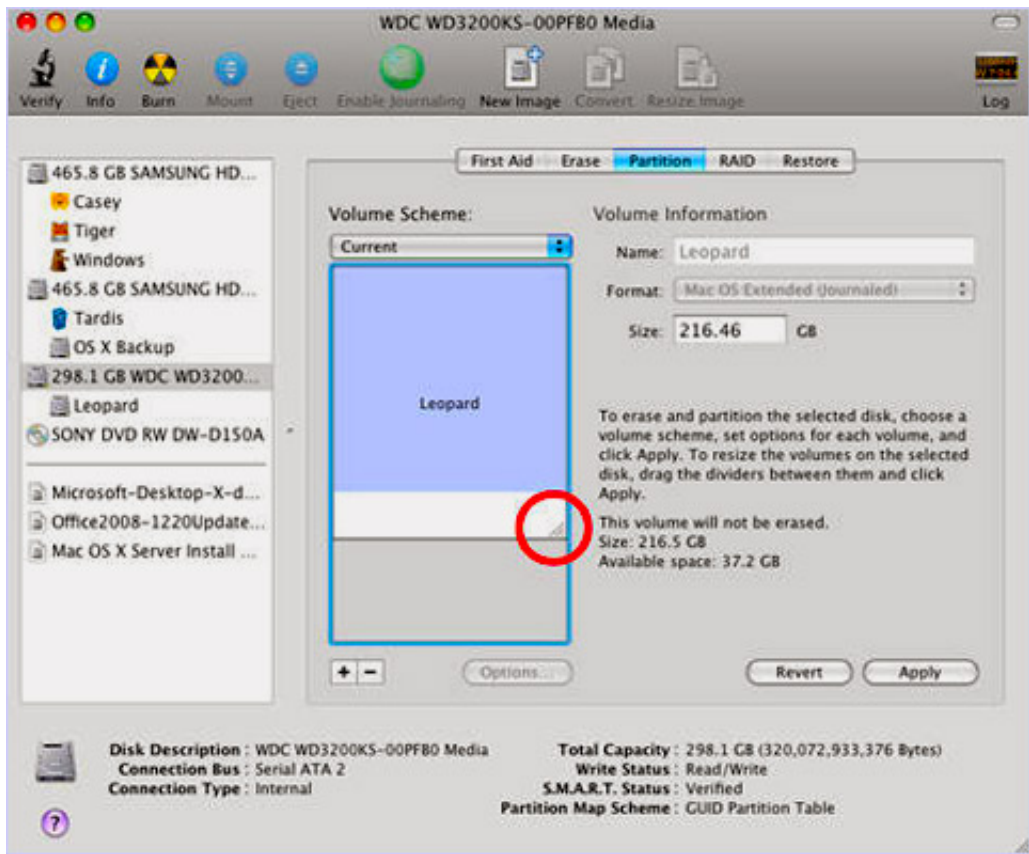 WDC WD3200KS-00PFB0 Media
Verify Info Burn Mount Eject Enable Journaling New Image Convert Resize Image Log
465.8 GB SAMSUNG HD...
Casey
Tiger
Windows
465.8 GB SAMSUNG HD...
Tardis
OS X Backup
298.1 GB WDC WD3200...
Leopard
SONY DVD RW DW-D150A
Microsoft-Desktop-X-d...
Office2008-1220Update...
Mac OS X Server Install ...
First Aid Erase Partition RAID Restore
Volume Scheme:
Current
Leopard
+ - Options...
Volume Information
Name: Leopard
Format: Mac OS Extended (Journaled)
Size: 216.46 GB
To erase and partition the selected disk, choose a
volume scheme, set options for each volume, and
click Apply. To resize the volumes on the selected
disk, drag the dividers between them and click
Apply.
This volume will not be erased.
Size: 216.5 GB
Available space: 37.2 GB
Revert Apply
Disk Description : WDC WD3200KS-00PFB0 Media
Connection Bus : Serial ATA 2
Connection Type : Internal
Total Capacity : 298.1 GB (320,072,933,376 Bytes)
Write Status : Read/Write
S.M.A.R.T. Status : Verified
Partition Map Scheme : GUID Partition Table
?